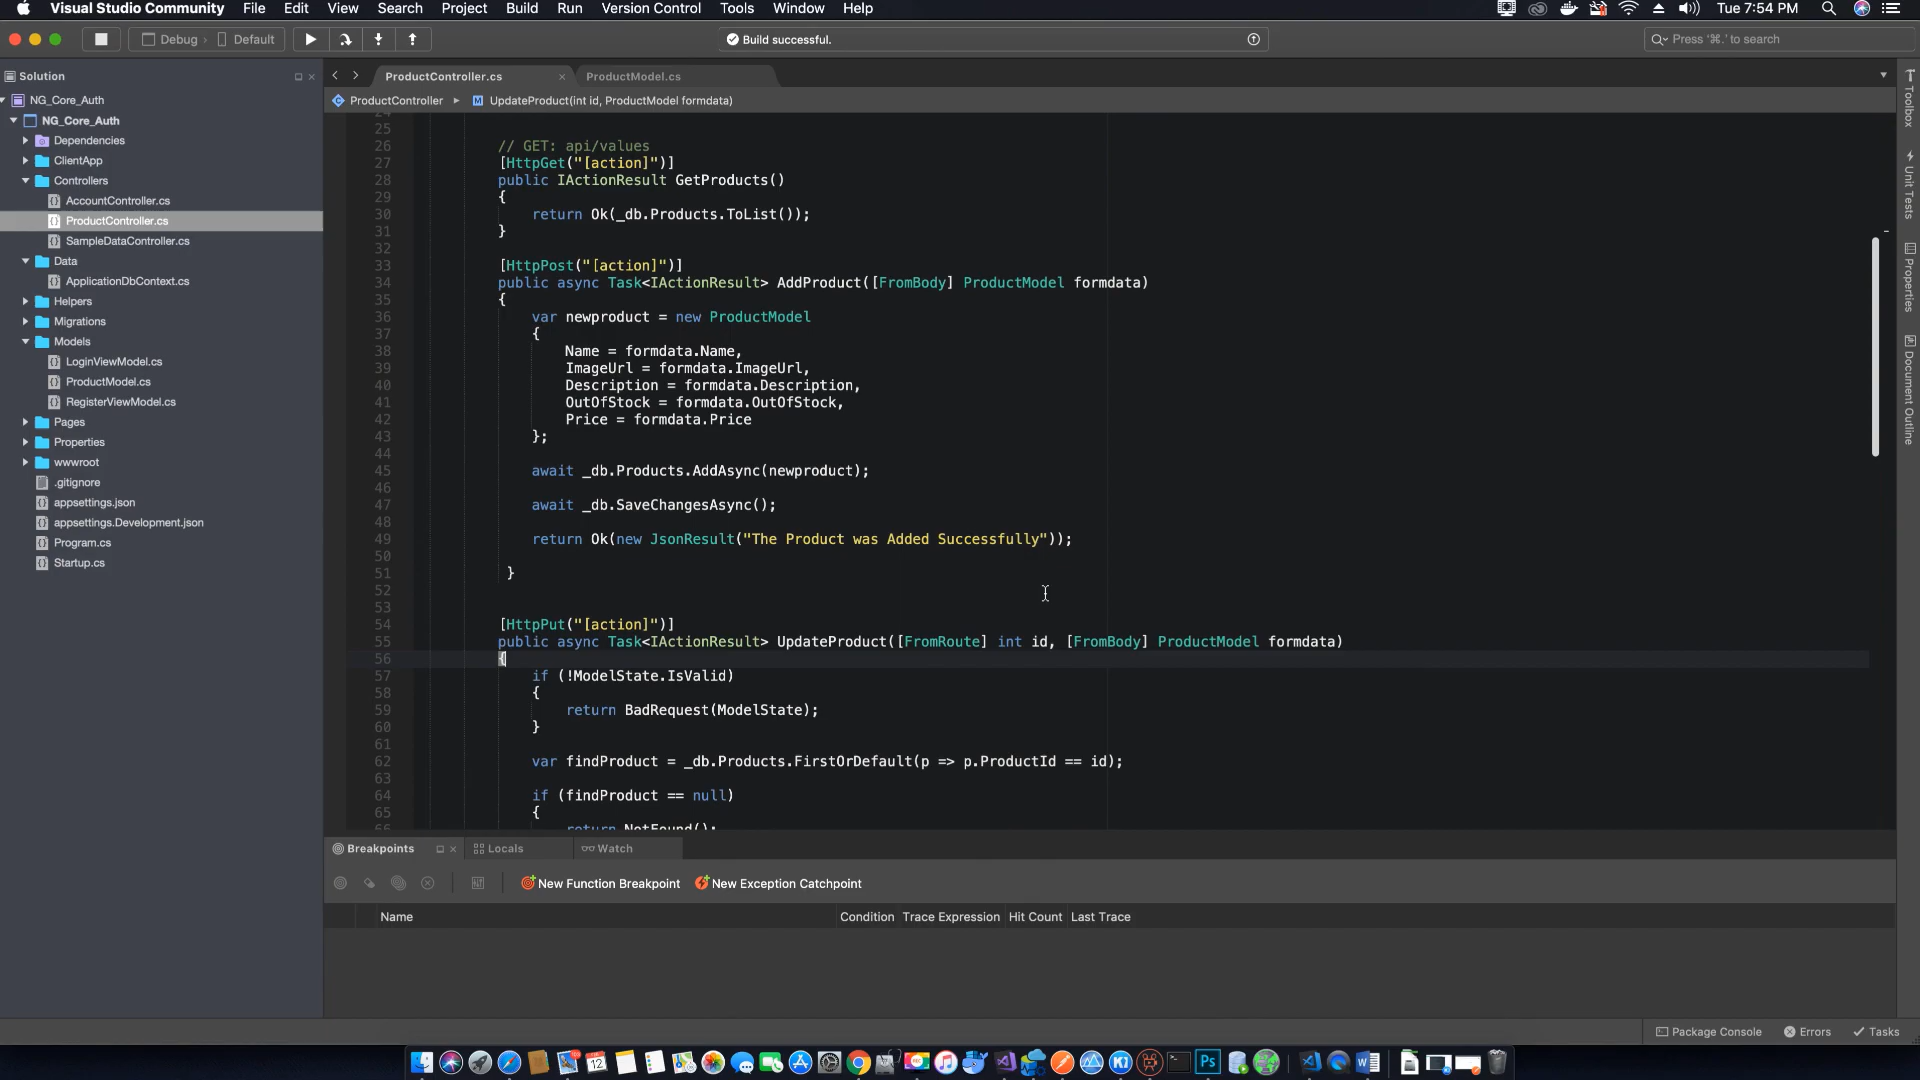 Visual Studio Community File Edit View Search Project Build Run Version Control Tools Window Help Tue 7:54 PM
Debug Default Build successful. Press '⌘.' to search
Solution
NG_Core_Auth
NG_Core_Auth
Dependencies
ClientApp
Controllers
AccountController.cs
ProductController.cs
SampleDataController.cs
Data
ApplicationDbContext.cs
Helpers
Migrations
Models
LoginViewModel.cs
ProductModel.cs
RegisterViewModel.cs
Pages
Properties
wwwroot
.gitignore
appsettings.json
appsettings.Development.json
Program.cs
Startup.cs
ProductController.cs ProductModel.cs
ProductController M UpdateProduct(int id, ProductModel formdata)
24
25
26 // GET: api/values
27 [HttpGet("[action]")]
28 public IActionResult GetProducts()
29 {
30 return Ok(_db.Products.ToList());
31 }
32
33 [HttpPost("[action]")]
34 public async Task<IActionResult> AddProduct([FromBody] ProductModel formdata)
35 {
36 var newproduct = new ProductModel
37 {
38 Name = formdata.Name,
39 ImageUrl = formdata.ImageUrl,
40 Description = formdata.Description,
41 OutOfStock = formdata.OutOfStock,
42 Price = formdata.Price
43 };
44
45 await _db.Products.AddAsync(newproduct);
46
47 await _db.SaveChangesAsync();
48
49 return Ok(new JsonResult("The Product was Added Successfully"));
50
51 }
52
53
54 [HttpPut("[action]")]
55 public async Task<IActionResult> UpdateProduct([FromRoute] int id, [FromBody] ProductModel formdata)
56 {
57 if (!ModelState.IsValid)
58 {
59 return BadRequest(ModelState);
60 }
61
62 var findProduct = _db.Products.FirstOrDefault(p => p.ProductId == id);
63
64 if (findProduct == null)
65 {
66 return NotFound();
Toolbox
Unit Tests
Properties
Document Outline
Breakpoints Locals Watch
New Function Breakpoint New Exception Catchpoint
Name Condition Trace Expression Hit Count Last Trace
Package Console Errors Tasks
12 K1 Ps W